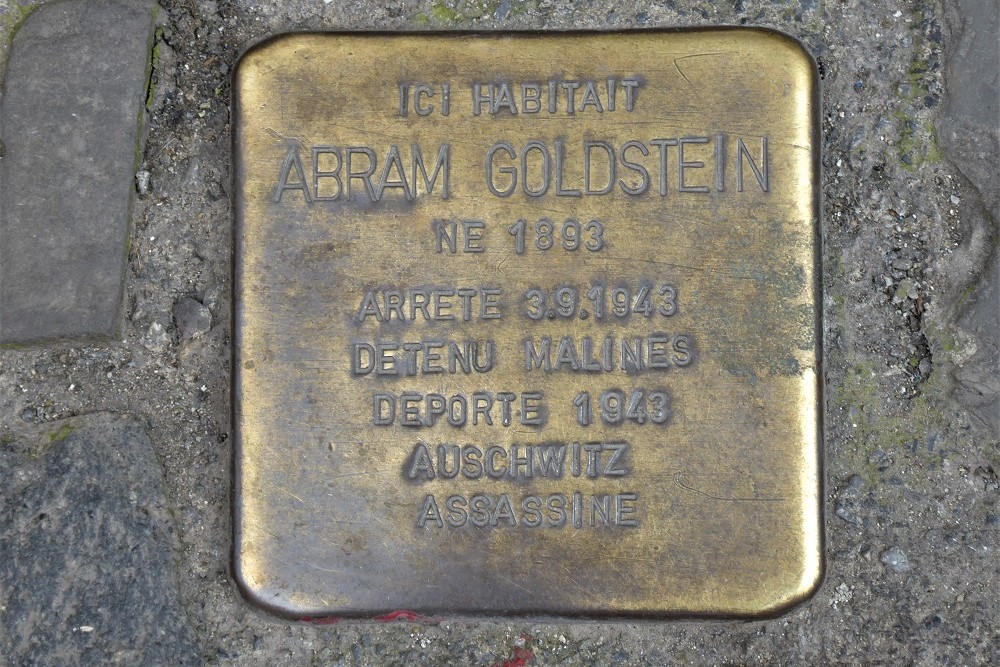 ICI HABITAIT
ABRAM GOLDSTEIN
NE 1893
ARRETE 3.9.1943
DETENU MALINES
DEPORTE 1943
AUSCHWITZ
ASSASSINE